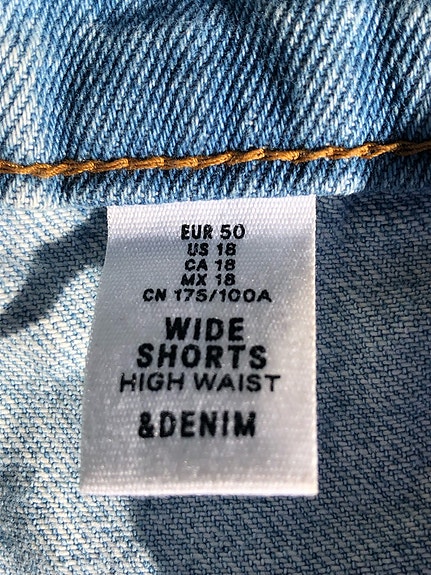 EUR 50
US 18
CA 18
MX 18
CN 175/100A
WIDE
SHORTS
HIGH WAIST
&DENIM